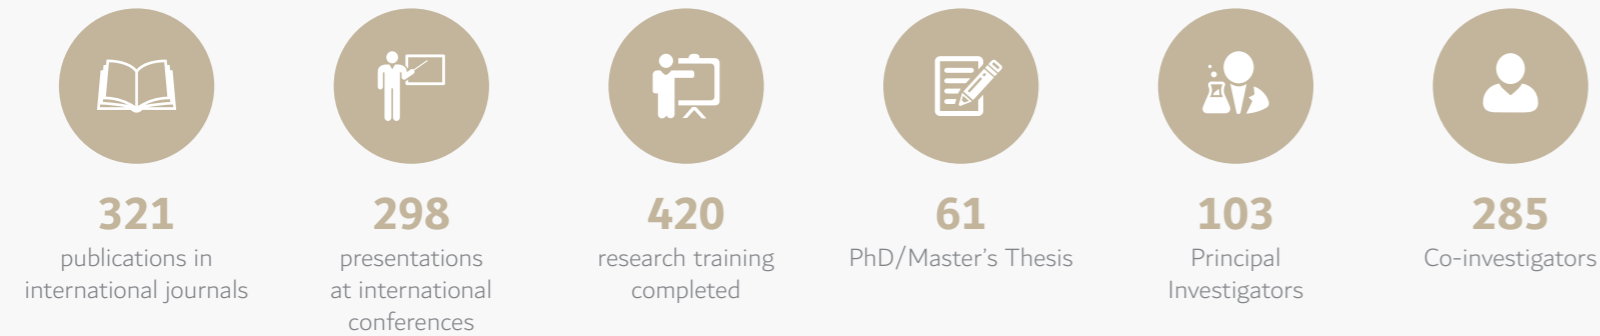 321
publications in
international journals
298
presentations
at international
conferences
420
research training
completed
61
PhD/Master's Thesis
103
Principal
Investigators
285
Co-investigators